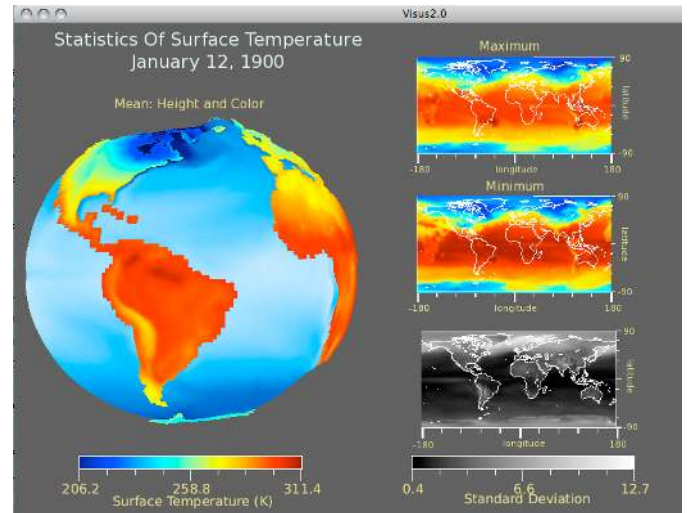 Visus2.0
Statistics Of Surface Temperature
January 12, 1900
Mean: Height and Color
Maximum
90
latitude
-90
-180
longitude
180
Minimum
90
latitude
-90
-180
longitude
180
90
latitude
-90
-180
longitude
180
206.2
258.8
311.4
Surface Temperature (K)
0.4
6.6
12.7
Standard Deviation